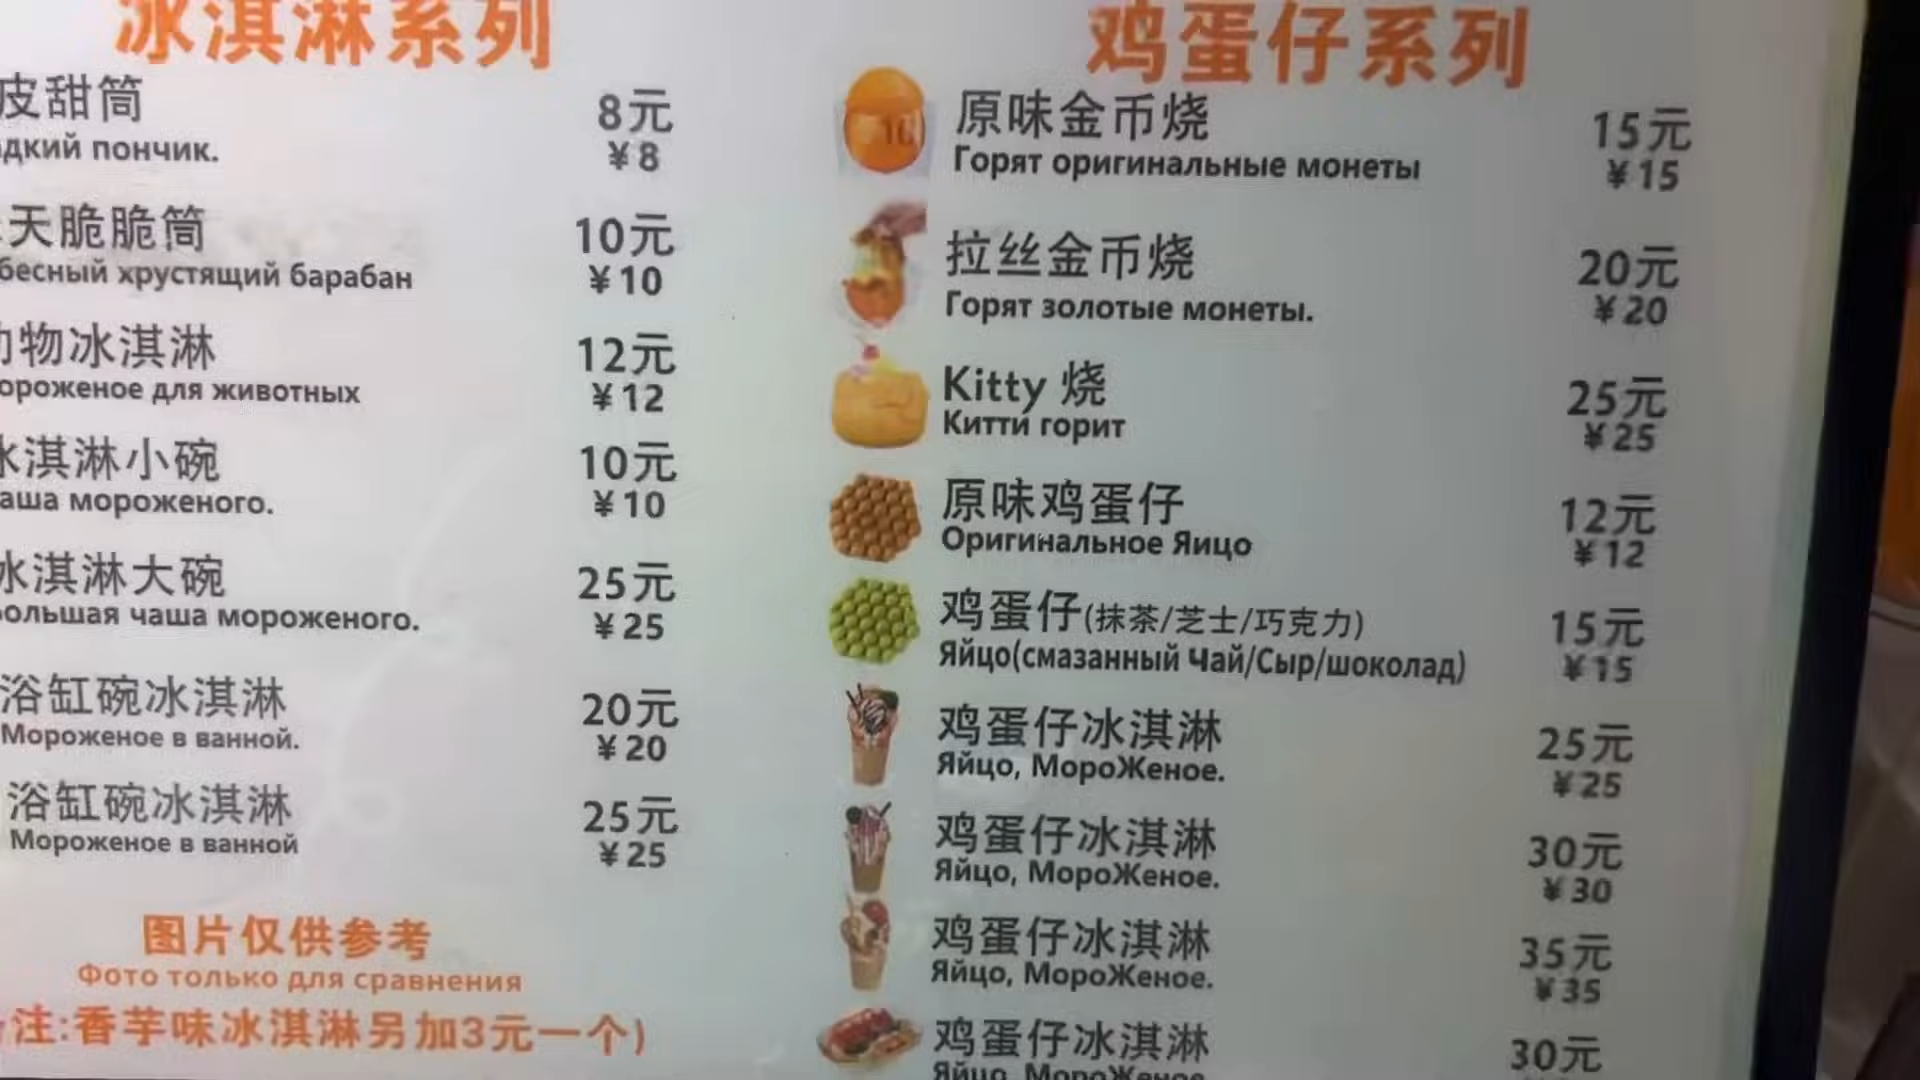 冰淇淋系列
皮甜筒
8元
дкий пончик.
¥8
天脆脆筒
10元
бесный хрустящий барабан
¥10
物冰淇淋
12元
ороженое для животных
¥12
冰淇淋小碗
10元
аша мороженого.
¥10
冰淇淋大碗
25元
ольшая чаша мороженого.
¥25
浴缸碗冰淇淋
20元
Мороженое в ванной.
¥20
浴缸碗冰淇淋
25元
Мороженое в ванной
¥25
图片仅供参考
Фото только для сравнения
注:香芋味冰淇淋另加3元一个)
鸡蛋仔系列
原味金币烧
15元
Горят оригинальные монеты
¥15
拉丝金币烧
20元
Горят золотые монеты.
¥20
Kitty 烧
25元
Китти горит
¥25
原味鸡蛋仔
12元
Оригинальное Яицо
¥12
鸡蛋仔(抹茶/芝士/巧克力)
15元
Яйцо(смазанный Чай/Сыр/шоколад)
¥15
鸡蛋仔冰淇淋
25元
Яйцо, МороЖеное.
¥25
鸡蛋仔冰淇淋
30元
Яйцо, МороЖеное.
¥30
鸡蛋仔冰淇淋
35元
Яйцо, МороЖеное.
¥35
鸡蛋仔冰淇淋
30元
Яйцо, МороЖеное